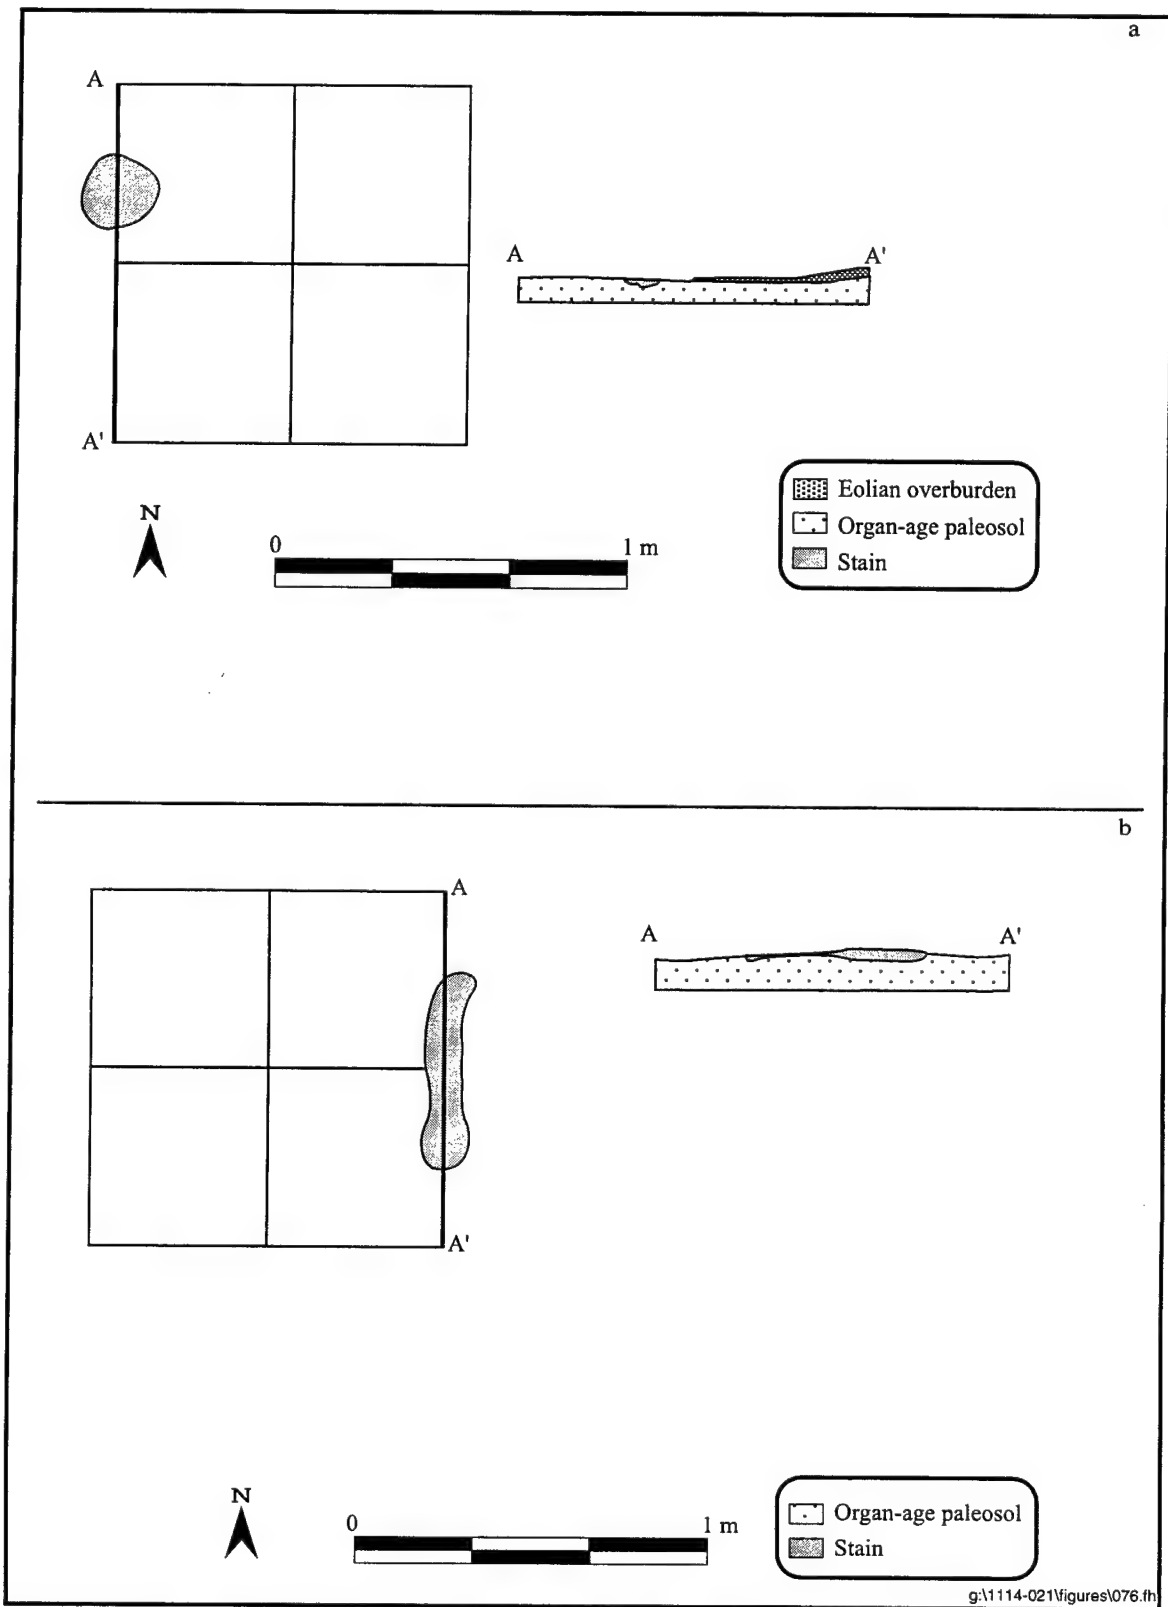 a
A
A'
A A'
N
0 1 m
Eolian overburden
Organ-age paleosol
Stain
b
A
A'
A A'
N
0 1 m
Organ-age paleosol
Stain
g:\1114-021\figures\076.fh